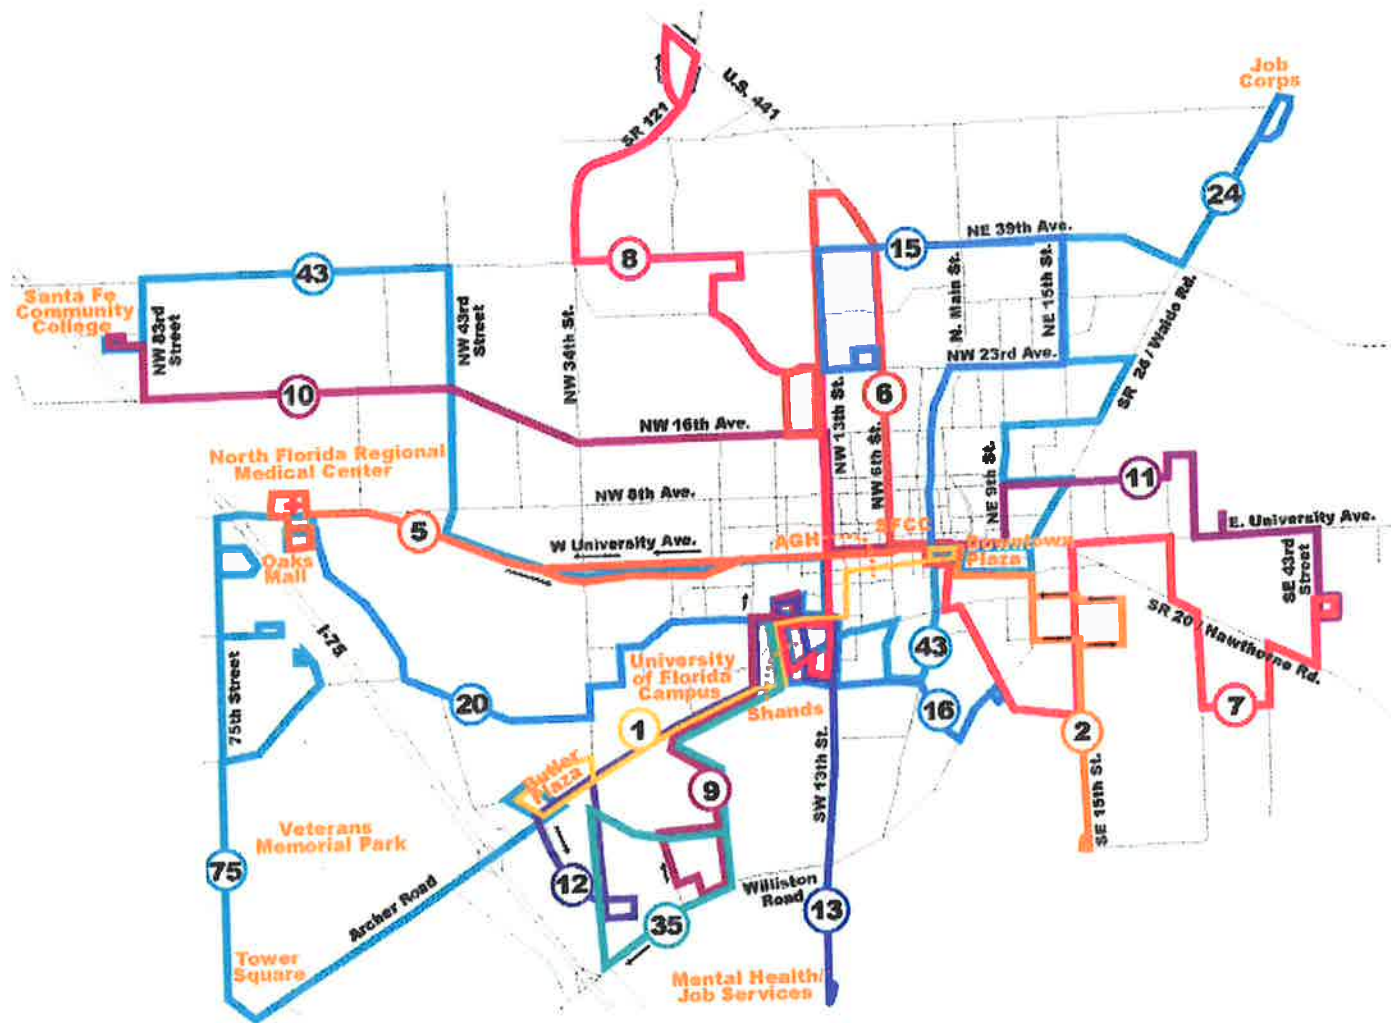 Job
Corps
U.S. 441
SR 121
24
NE 39th Ave.
15
8
43
Santa Fe
Community
College
NW 83rd
Street
NW 43rd
Street
NW 34th St.
N. Main St.
NE 15th St.
SR 24 / Waldo Rd.
NW 23rd Ave.
10
6
NW 13th St.
NW 6th St.
NW 16th Ave.
North Florida Regional
Medical Center
NE 9th St.
11
NW 8th Ave.
5
W University Ave.
AGH
SFCC
Downtown
Plaza
E. University Ave.
SE 43rd
Street
Oaks
Mall
I-75
SR 20 / Hawthorne Rd.
43
University
of Florida
Campus
75th Street
20
Shands
16
7
1
2
Butler
Plaza
9
SW 13th St.
SE 15th St.
Veterans
Memorial Park
75
12
Williston
Road
13
Archer Road
35
Tower
Square
Mental Health/
Job Services